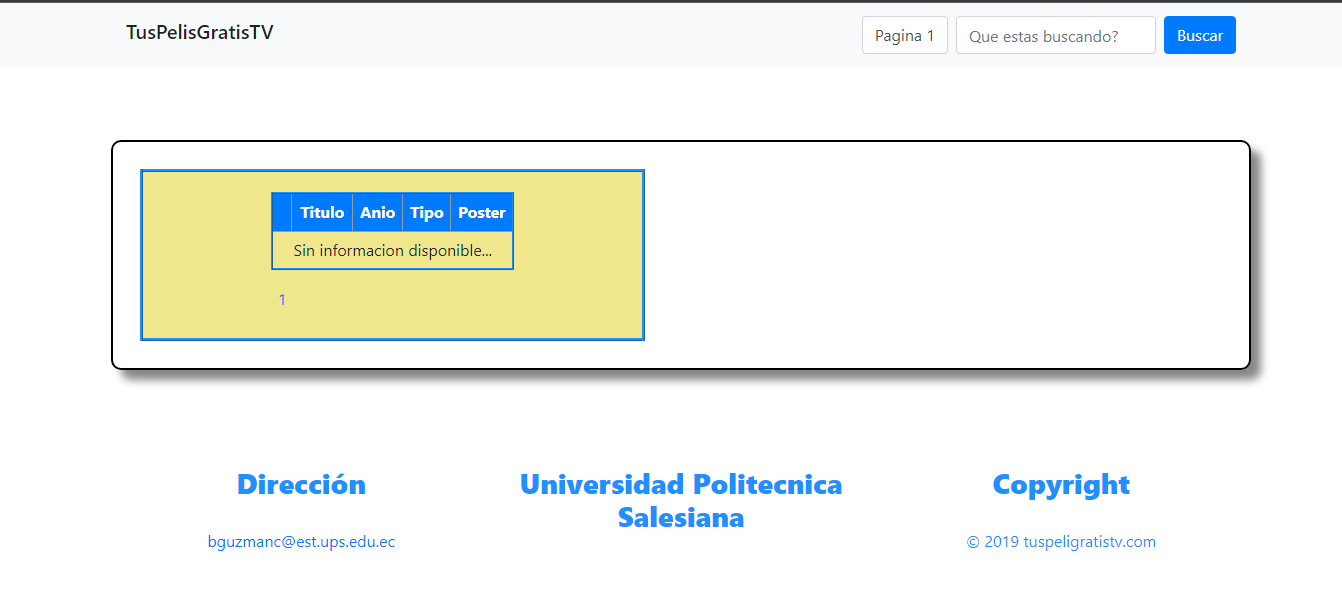 TusPelisGratisTV
Pagina 1
Que estas buscando?
Buscar
Titulo Anio Tipo Poster
Sin informacion disponible...
1
Dirección
bguzmanc@est.ups.edu.ec
Universidad Politecnica
Salesiana
Copyright
© 2019 tuspeligratistv.com